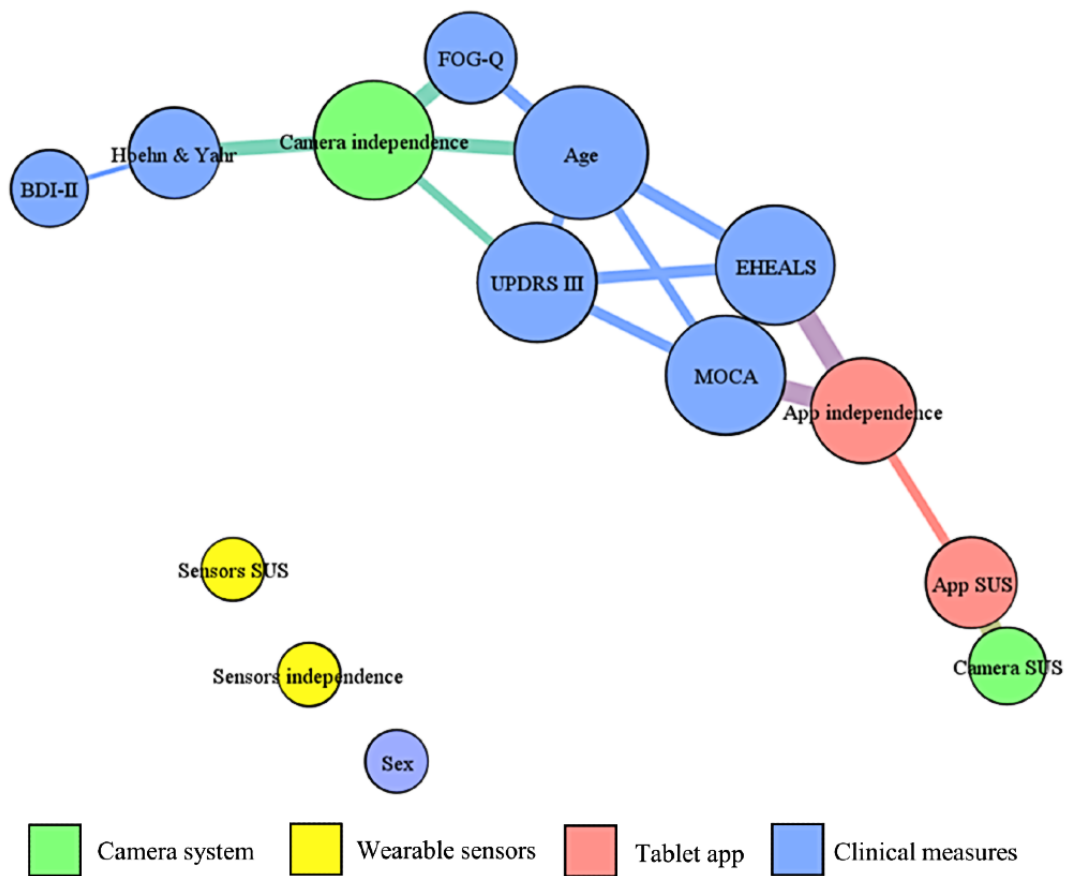 FOG-Q
Camera independence
Age
Hoehn & Yahr
BDI-II
EHEALS
UPDRS III
MOCA
App independence
Sensors SUS
App SUS
Camera SUS
Sensors independence
Sex
Camera system
Wearable sensors
Tablet app
Clinical measures